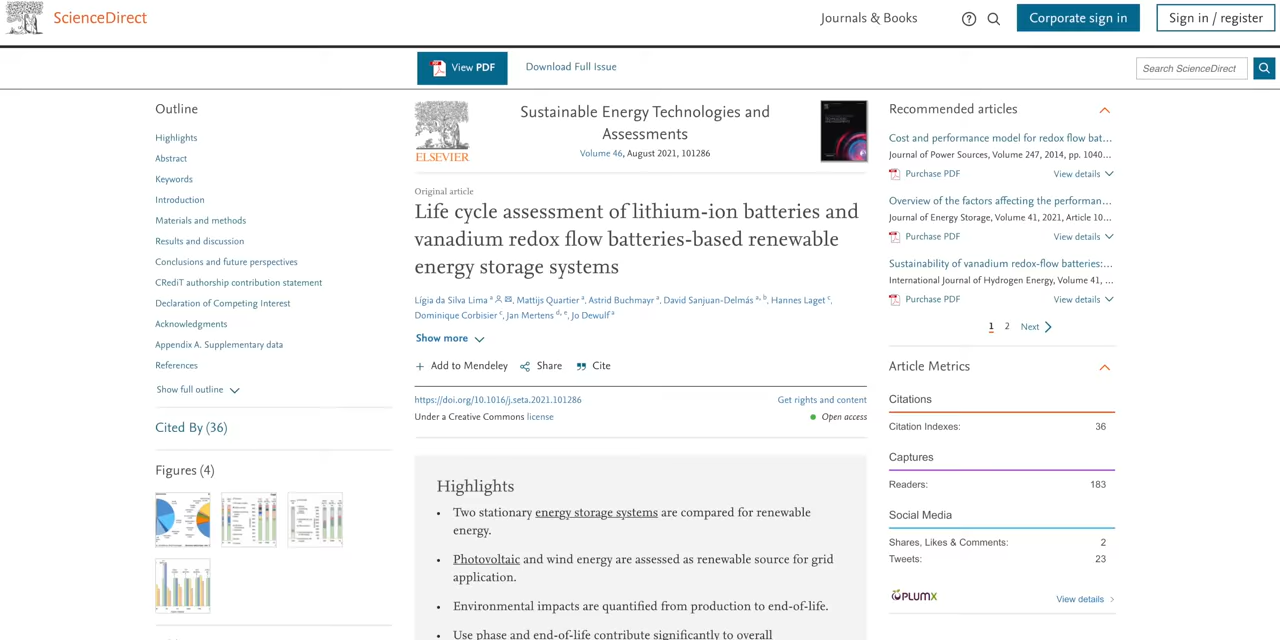 ScienceDirect
Journals & Books
Corporate sign in
Sign in / register
View PDF
Download Full Issue
Search ScienceDirect
Outline
Highlights
Abstract
Keywords
Introduction
Materials and methods
Results and discussion
Conclusions and future perspectives
CRediT authorship contribution statement
Declaration of Competing Interest
Acknowledgments
Appendix A. Supplementary data
References
Show full outline
Cited By (36)
Figures (4)
ELSEVIER
Sustainable Energy Technologies and
Assessments
Volume 46, August 2021, 101286
Original article
Life cycle assessment of lithium-ion batteries and
vanadium redox flow batteries-based renewable
energy storage systems
Lígia da Silva Lima a, Mattijs Quartier a, Astrid Buchmayr a, David Sanjuan-Delmás a, b, Hannes Laget c,
Dominique Corbisier c, Jan Mertens d, e, Jo Dewulf a
Show more
Add to Mendeley
Share
Cite
https://doi.org/10.1016/j.seta.2021.101286
Get rights and content
Under a Creative Commons license
Open access
Highlights
• Two stationary energy storage systems are compared for renewable
energy.
• Photovoltaic and wind energy are assessed as renewable source for grid
application.
• Environmental impacts are quantified from production to end-of-life.
• Use phase and end-of-life contribute significantly to overall
Recommended articles
Cost and performance model for redox flow bat...
Journal of Power Sources, Volume 247, 2014, pp. 1040...
Purchase PDF
View details
Overview of the factors affecting the performan...
Journal of Energy Storage, Volume 41, 2021, Article 10...
Purchase PDF
View details
Sustainability of vanadium redox-flow batteries:...
International Journal of Hydrogen Energy, Volume 41, ...
Purchase PDF
View details
1 2 Next
Article Metrics
Citations
Citation Indexes: 36
Captures
Readers: 183
Social Media
Shares, Likes & Comments: 2
Tweets: 23
PLUMX
View details